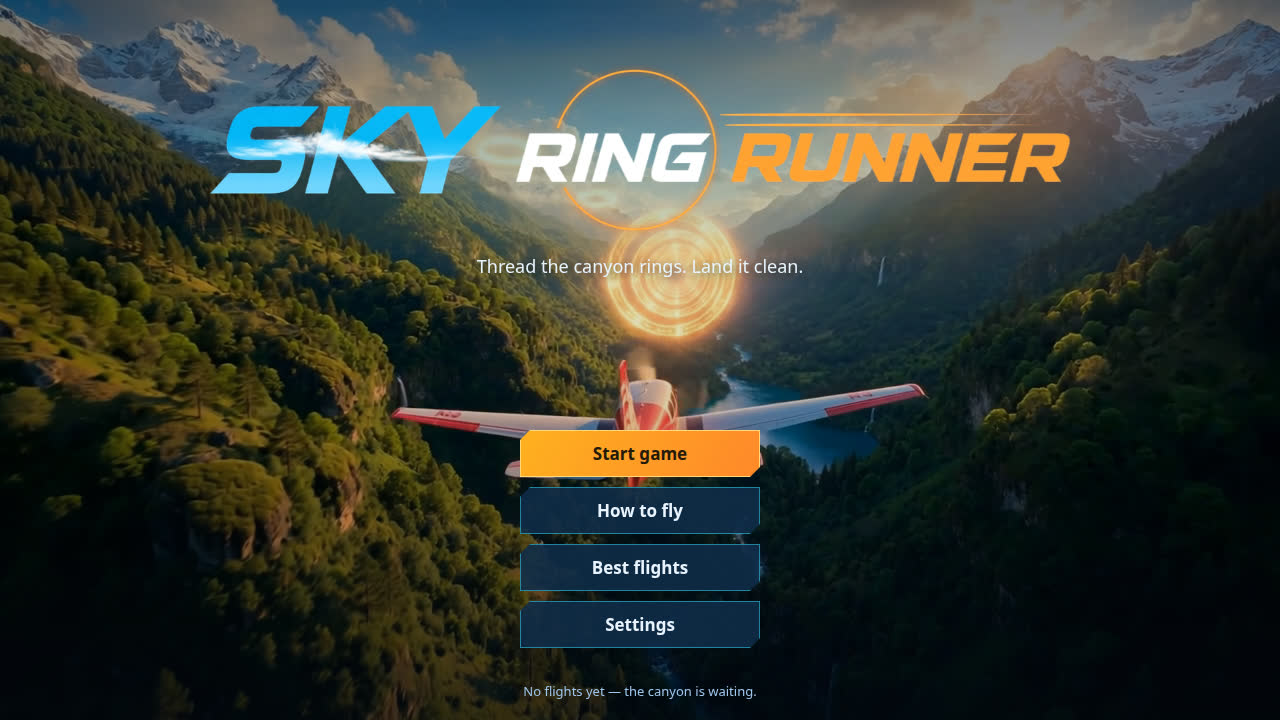 SKY RING RUNNER
Thread the canyon rings. Land it clean.
Start game
How to fly
Best flights
Settings
No flights yet — the canyon is waiting.